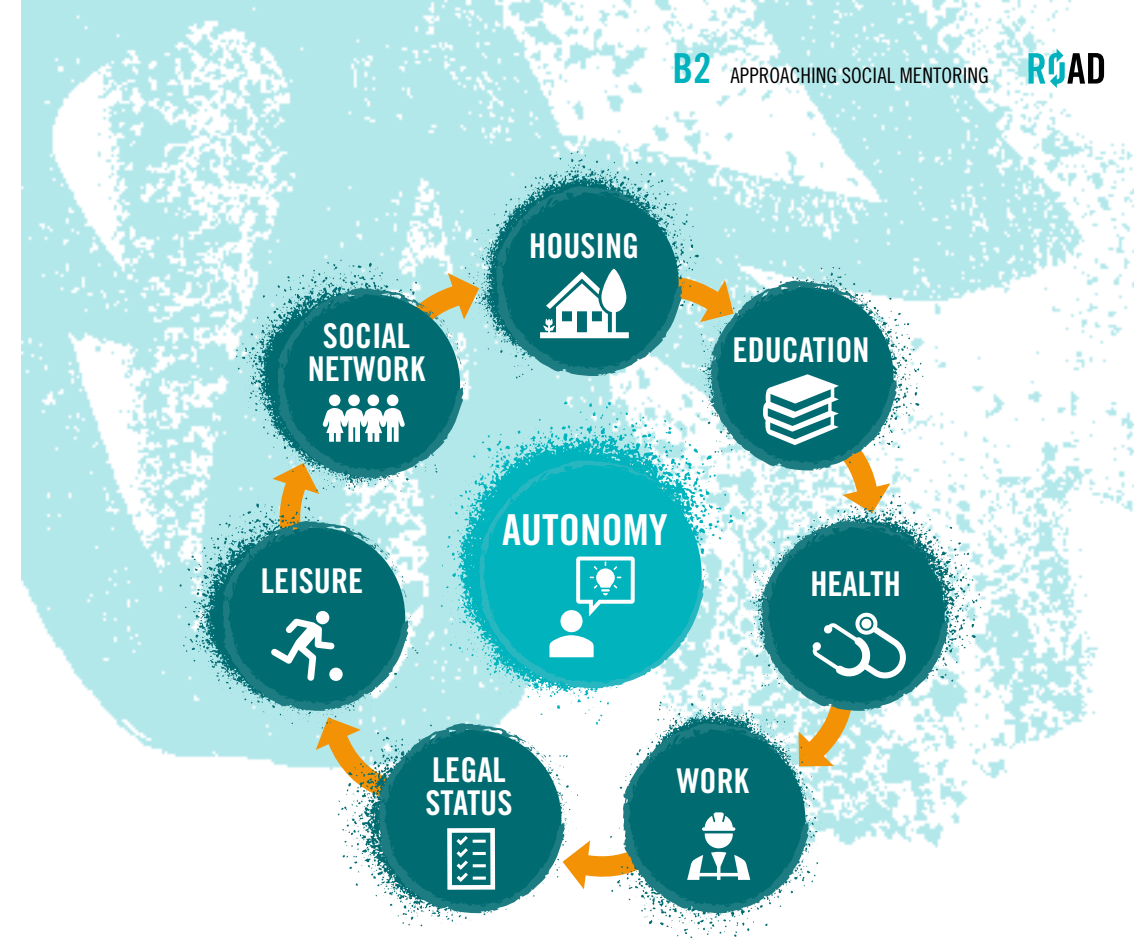 B2 APPROACHING SOCIAL MENTORING ROAD
HOUSING
EDUCATION
HEALTH
WORK
LEGAL
STATUS
LEISURE
SOCIAL
NETWORK
AUTONOMY